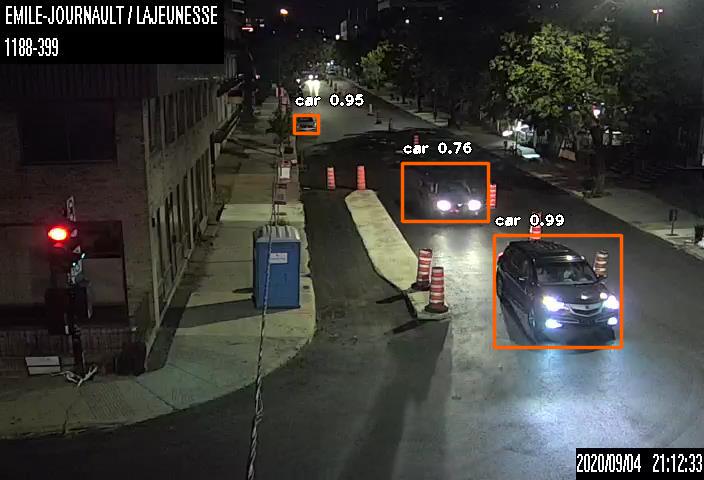 EMILE-JOURNAULT / LAJEUNESSE
1188-399
car 0.95
car 0.76
car 0.99
2020/09/04 21:12:33